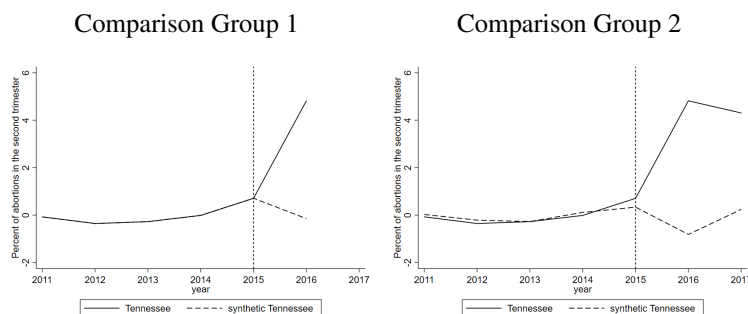 Comparison Group 1
Percent of abortions in the second trimester
6
4
2
0
-2
2011 2012 2013 2014 2015 2016 2017
year
Tennessee synthetic Tennessee
Comparison Group 2
Percent of abortions in the second trimester
6
4
2
0
-2
2011 2012 2013 2014 2015 2016 2017
year
Tennessee synthetic Tennessee